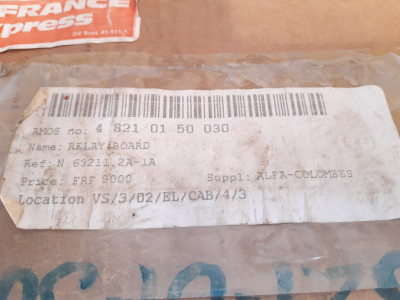 FRANCE
Express
AMOS no: 4 821 01 50 030
Name: RELAY BOARD
Ref: N 63211.2A-1A
Price: FRF 9000 Suppl: ALFA-COLOMBES
Location VS/3/02/EL/CAB/4/3